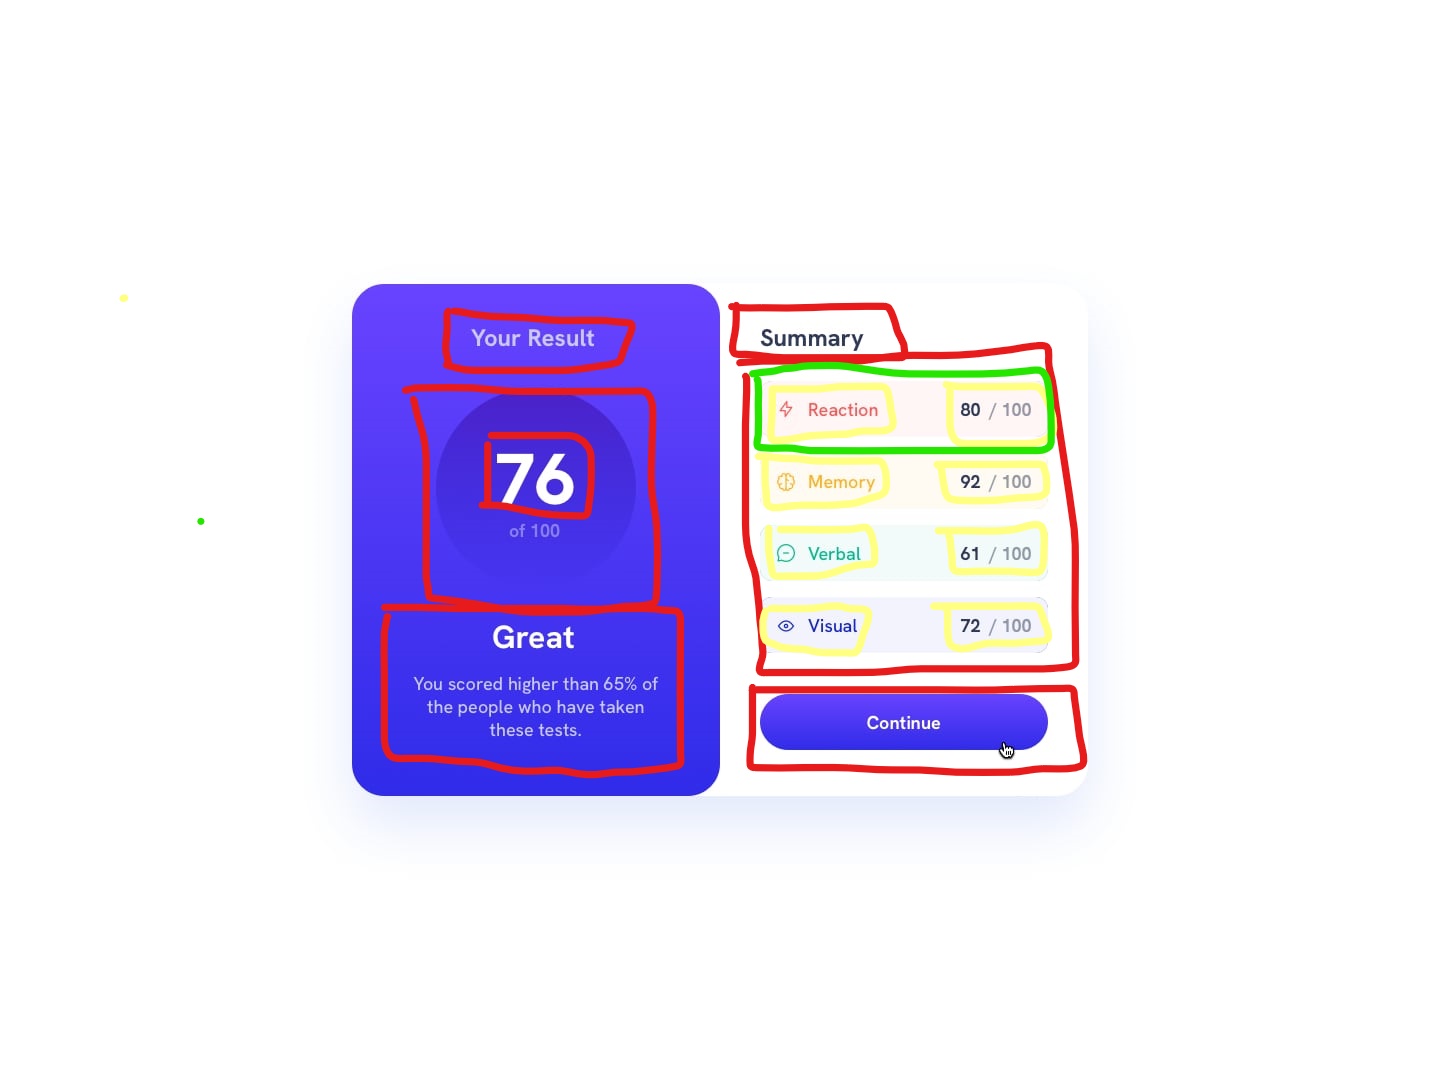 Your Result
76
of 100
Great
You scored higher than 65% of
the people who have taken
these tests.
Summary
Reaction 80 / 100
Memory 92 / 100
Verbal 61 / 100
Visual 72 / 100
Continue